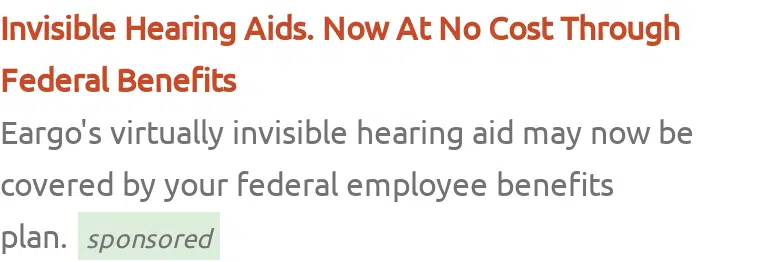 Invisible Hearing Aids. Now At No Cost Through
Federal Benefits
Eargo's virtually invisible hearing aid may now be
covered by your federal employee benefits
plan. sponsored